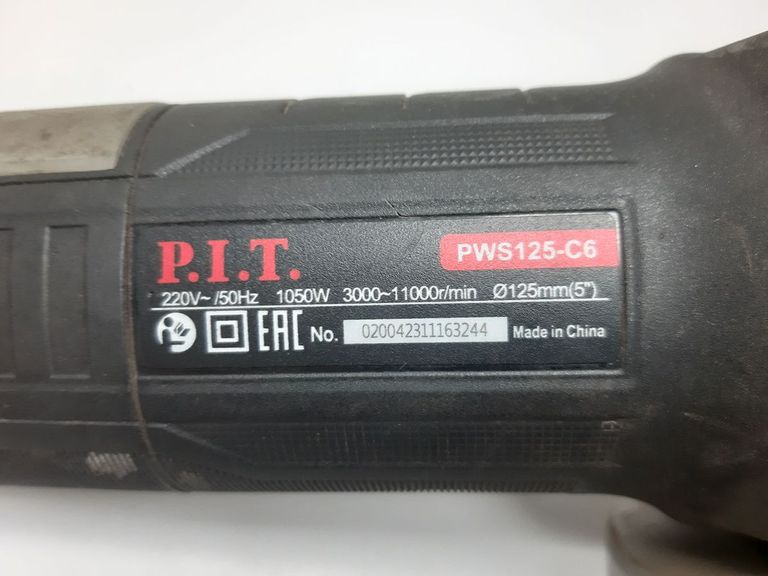 P.I.T.
PWS125-C6
220V~ /50Hz 1050W 3000~11000r/min Ø125mm(5")
EAC No. 020042311163244 Made in China